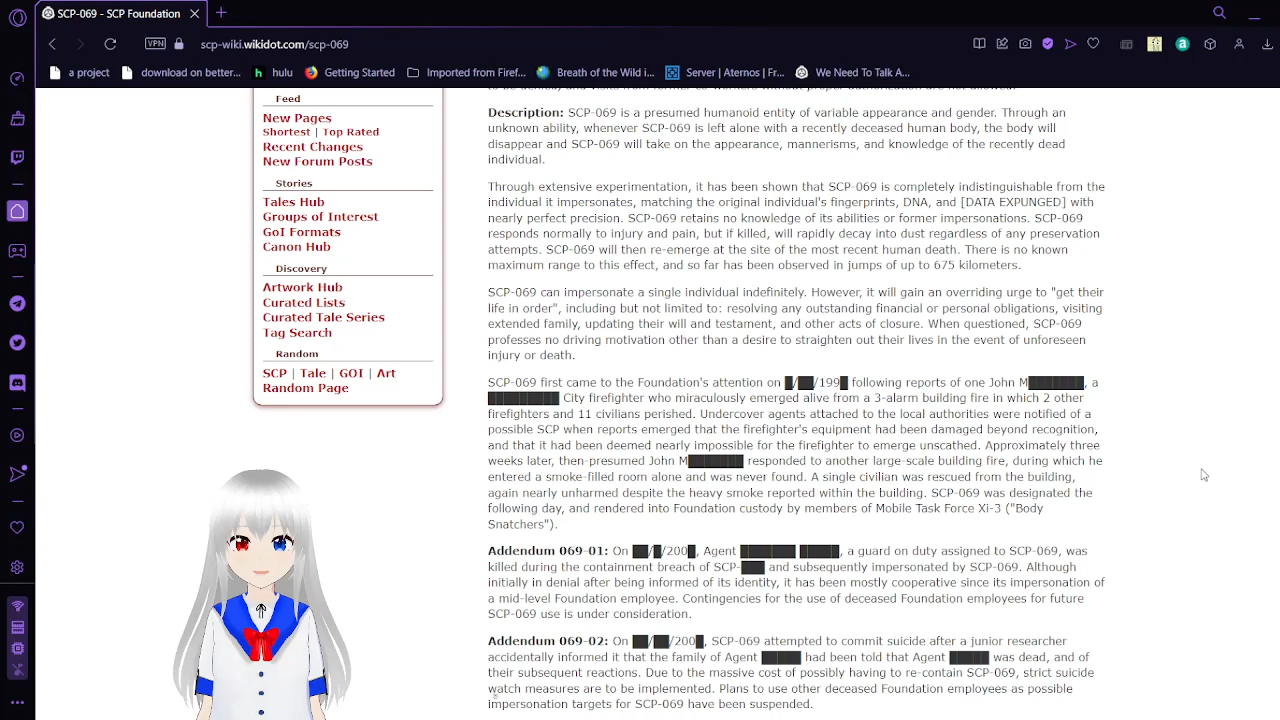 SCP-069 - SCP Foundation
VPN scp-wiki.wikidot.com/scp-069
a project download on better... hulu Getting Started Imported from Firef... Breath of the Wild i... Server | Aternos | Fr... We Need To Talk A...
Feed
New Pages
Shortest | Top Rated
Recent Changes
New Forum Posts
Stories
Tales Hub
Groups of Interest
GoI Formats
Canon Hub
Discovery
Artwork Hub
Curated Lists
Curated Tale Series
Tag Search
Random
SCP | Tale | GOI | Art
Random Page
to be denied, and visits from former co-workers without proper authorization are not allowed.
Description: SCP-069 is a presumed humanoid entity of variable appearance and gender. Through an
unknown ability, whenever SCP-069 is left alone with a recently deceased human body, the body will
disappear and SCP-069 will take on the appearance, mannerisms, and knowledge of the recently dead
individual.
Through extensive experimentation, it has been shown that SCP-069 is completely indistinguishable from the
individual it impersonates, matching the original individual's fingerprints, DNA, and [DATA EXPUNGED] with
nearly perfect precision. SCP-069 retains no knowledge of its abilities or former impersonations. SCP-069
responds normally to injury and pain, but if killed, will rapidly decay into dust regardless of any preservation
attempts. SCP-069 will then re-emerge at the site of the most recent human death. There is no known
maximum range to this effect, and so far has been observed in jumps of up to 675 kilometers.
SCP-069 can impersonate a single individual indefinitely. However, it will gain an overriding urge to "get their
life in order", including but not limited to: resolving any outstanding financial or personal obligations, visiting
extended family, updating their will and testament, and other acts of closure. When questioned, SCP-069
professes no driving motivation other than a desire to straighten out their lives in the event of unforeseen
injury or death.
SCP-069 first came to the Foundation's attention on █/██/199█ following reports of one John M███████, a
█████████ City firefighter who miraculously emerged alive from a 3-alarm building fire in which 2 other
firefighters and 11 civilians perished. Undercover agents attached to the local authorities were notified of a
possible SCP when reports emerged that the firefighter's equipment had been damaged beyond recognition,
and that it had been deemed nearly impossible for the firefighter to emerge unscathed. Approximately three
weeks later, then-presumed John M███████ responded to another large-scale building fire, during which he
entered a smoke-filled room alone and was never found. A single civilian was rescued from the building,
again nearly unharmed despite the heavy smoke reported within the building. SCP-069 was designated the
following day, and rendered into Foundation custody by members of Mobile Task Force Xi-3 ("Body
Snatchers").
Addendum 069-01: On ██/█/200█, Agent ███████ █████, a guard on duty assigned to SCP-069, was
killed during the containment breach of SCP-███ and subsequently impersonated by SCP-069. Although
initially in denial after being informed of its identity, it has been mostly cooperative since its impersonation of
a mid-level Foundation employee. Contingencies for the use of deceased Foundation employees for future
SCP-069 use is under consideration.
Addendum 069-02: On ██/██/200█, SCP-069 attempted to commit suicide after a junior researcher
accidentally informed it that the family of Agent █████ had been told that Agent █████ was dead, and of
their subsequent reactions. Due to the massive cost of possibly having to re-contain SCP-069, strict suicide
watch measures are to be implemented. Plans to use other deceased Foundation employees as possible
impersonation targets for SCP-069 have been suspended.